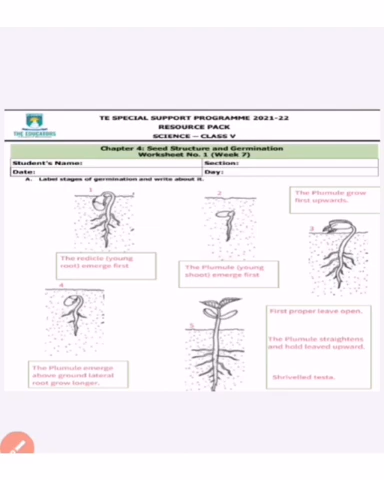 THE EDUCATORS
TE SPECIAL SUPPORT PROGRAMME 2021-22
RESOURCE PACK
SCIENCE – CLASS V
Chapter 4: Seed Structure and Germination
Worksheet No. 1 (Week 7)
Student's Name:
Section:
Date:
Day:
A. Label stages of germination and write about it.
1
2
The Plumule grow
first upwards.
3
The redicle (young
root) emerge first
The Plumule (young
shoot) emerge first
4
5
First proper leave open.
The Plumule straightens
and hold leaved upward.
Shrivelled testa.
The Plumule emerge
above ground lateral
root grow longer.